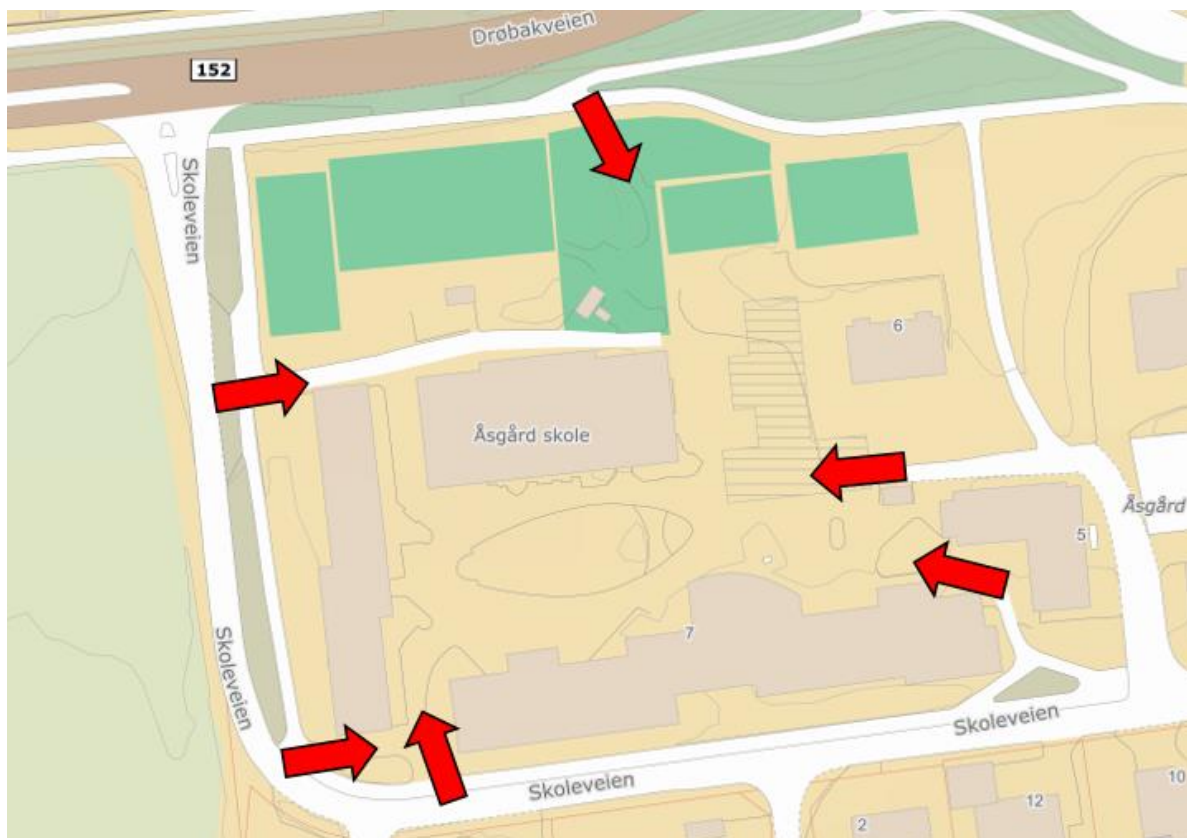 Drøbakveien
152
Skoleveien
6
Åsgård skole
Åsgård
5
7
Skoleveien
Skoleveien
Skoleveien
10
12
2